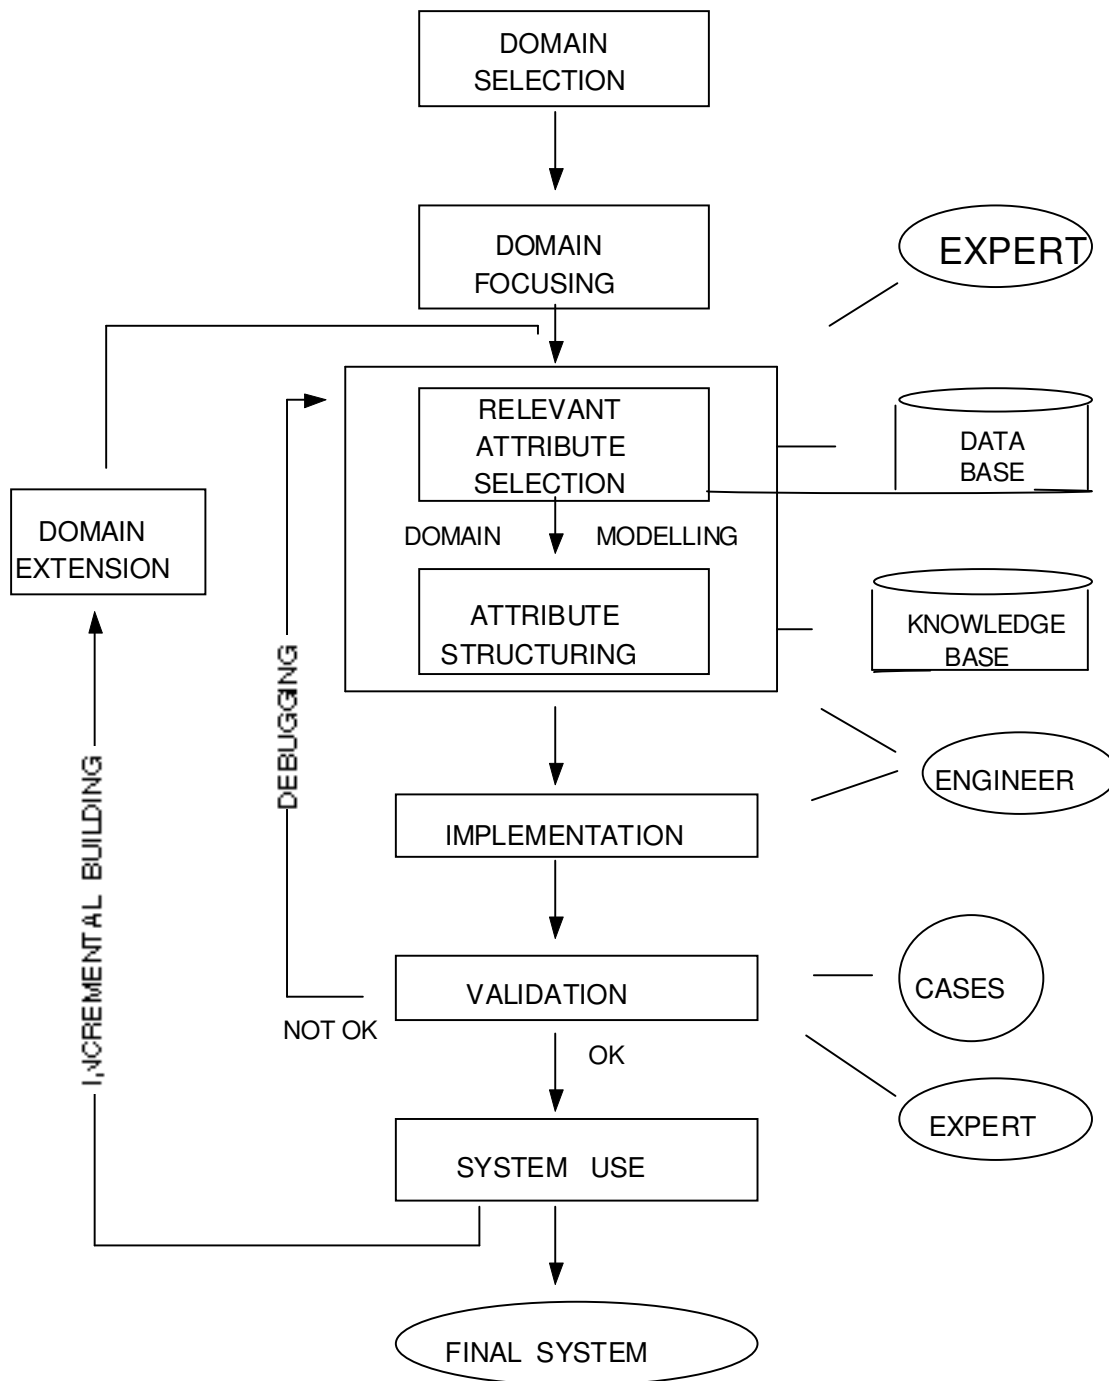 DOMAIN
SELECTION
DOMAIN
FOCUSING
EXPERT
RELEVANT
ATTRIBUTE
SELECTION
DATA
BASE
DOMAIN MODELLING
DOMAIN
EXTENSION
ATTRIBUTE
STRUCTURING
KNOWLEDGE
BASE
DEBUGGING
INCREMENTAL BUILDING
ENGINEER
IMPLEMENTATION
VALIDATION
CASES
NOT OK
OK
EXPERT
SYSTEM USE
FINAL SYSTEM